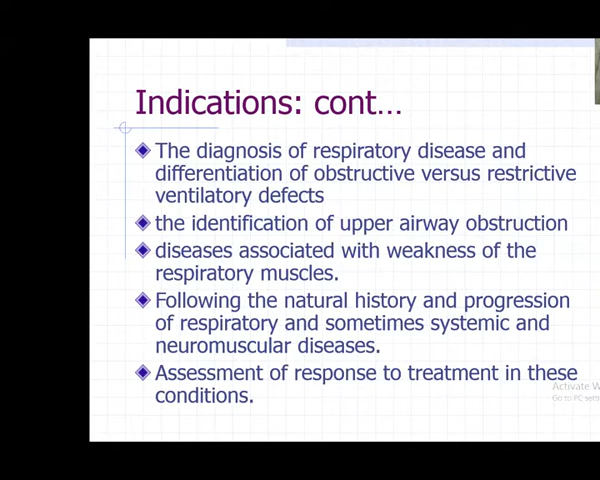 Indications: cont…
The diagnosis of respiratory disease and
differentiation of obstructive versus restrictive
ventilatory defects
the identification of upper airway obstruction
diseases associated with weakness of the
respiratory muscles.
Following the natural history and progression
of respiratory and sometimes systemic and
neuromuscular diseases.
Assessment of response to treatment in these
conditions.
Activate W
Go to PC sett